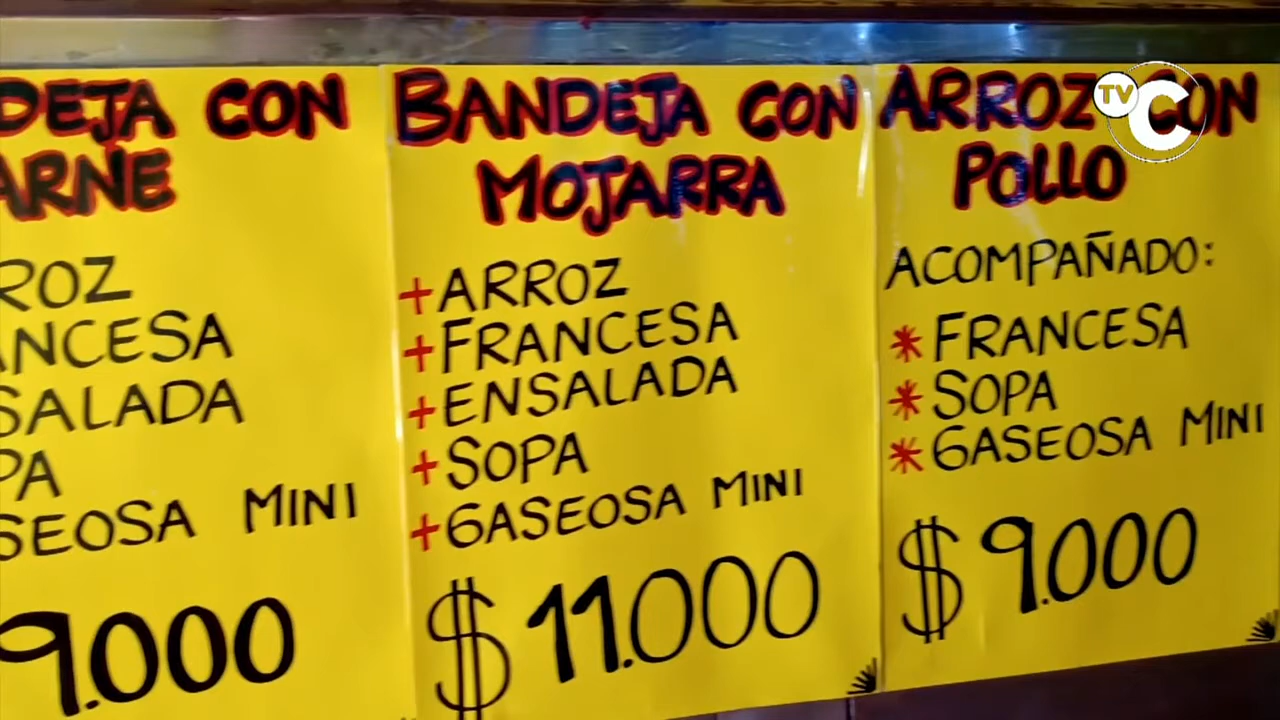 DEJA CON
ARNE
ROZ
ANCESA
SALADA
PA
SEOSA MINI
9.000
BANDEJA CON
MOJARRA
+ARROZ
+FRANCESA
+ENSALADA
+SOPA
+GASEOSA MINI
$ 11.000
ARROZ CON
POLLO
ACOMPAÑADO:
* FRANCESA
* SOPA
* GASEOSA MINI
$ 9.000
TV C